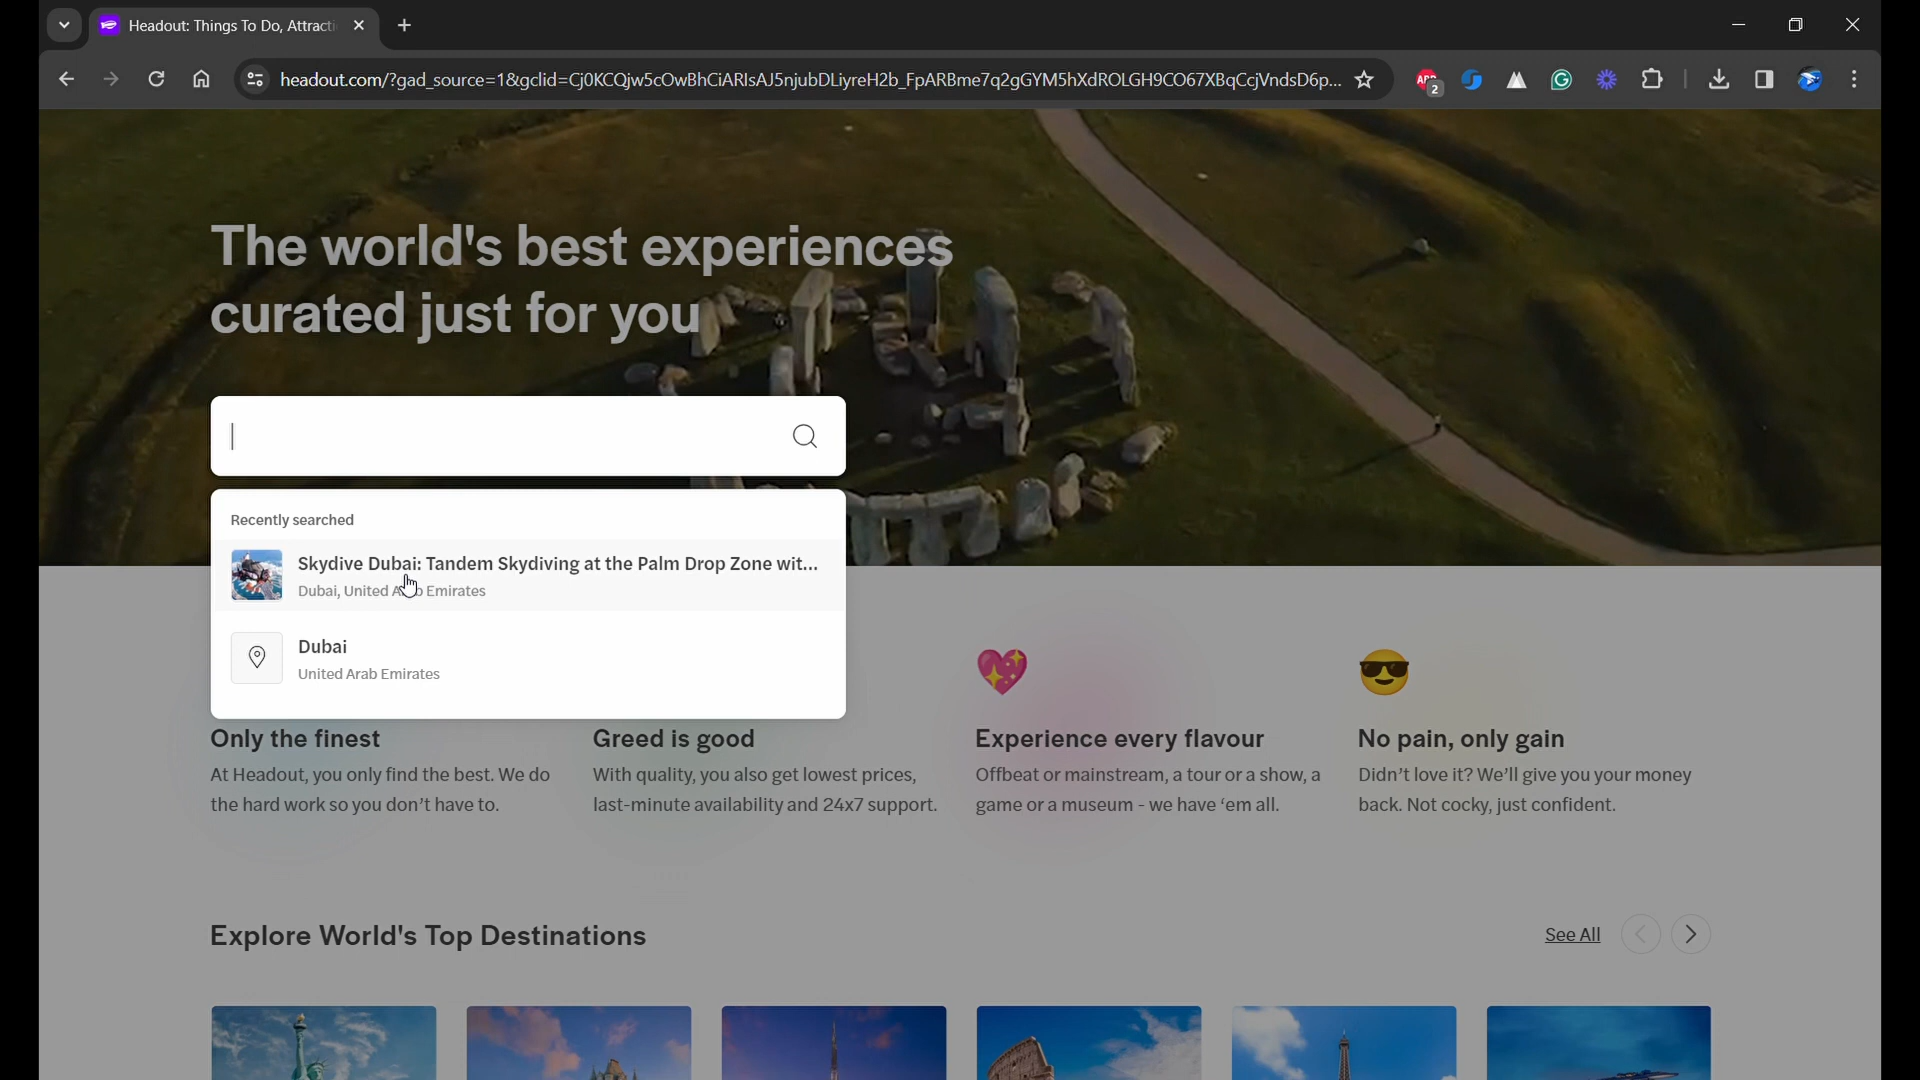 Headout: Things To Do, Attracti
headout.com/?gad_source=1&gclid=Cj0KCQjw5cOwBhCiARIsAJ5njubDLiyreH2b_FpARBme7q2gGYM5hXdROLGH9CO67XBqCcjVndsD6p...
ABP
2
The world's best experiences
curated just for you
Recently searched
Skydive Dubai: Tandem Skydiving at the Palm Drop Zone wit...
Dubai, United Emirates
Dubai
United Arab Emirates
Only the finest
At Headout, you only find the best. We do
the hard work so you don't have to.
Greed is good
With quality, you also get lowest prices,
last-minute availability and 24x7 support.
Experience every flavour
Offbeat or mainstream, a tour or a show, a
game or a museum - we have 'em all.
No pain, only gain
Didn't love it? We'll give you your money
back. Not cocky, just confident.
Explore World's Top Destinations
See All